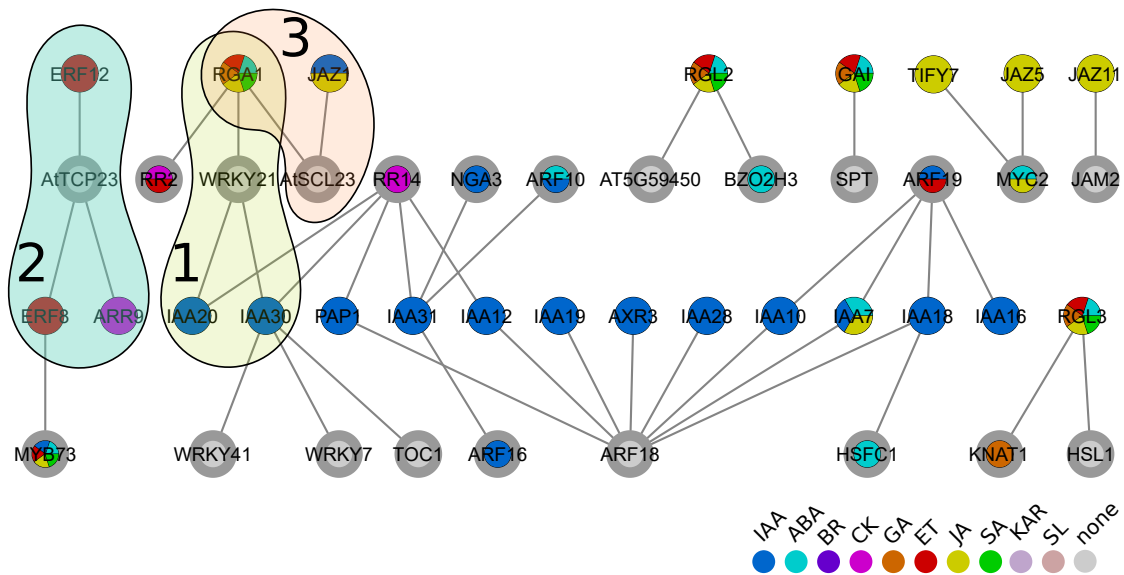 3
ERF12 RGA1 JAZ1 RGL2 GAI TIFY7 JAZ5 JAZ11
AtTCP23 RR2 WRKY21 AtSCL23 RR14 NGA3 ARF10 AT5G59450 BZO2H3 SPT ARF19 MYC2 JAM2
2 1
ERF8 ARR9 IAA20 IAA30 PAP1 IAA31 IAA12 IAA19 AXR3 IAA28 IAA10 IAA7 IAA18 IAA16 RGL3
MYB73 WRKY41 WRKY7 TOC1 ARF16 ARF18 HSFC1 KNAT1 HSL1
IAA ABA BR CK GA ET JA SA KAR SL none